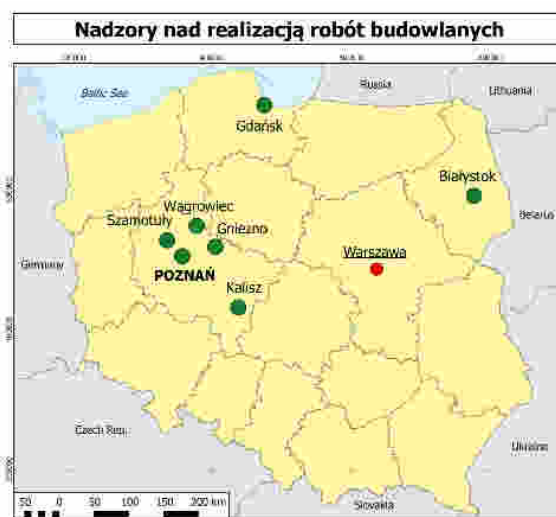 Nadzory nad realizacją robót budowlanych
Baltic Sea
Russia
Lithuania
Gdańsk
Białystok
Wągrowiec
Szamotuły
Gniezno
Belarus
Germany
Warszawa
POZNAŃ
Kalisz
Czech Rep.
Ukraine
Slovakia
50 0 50 100 150 200 km